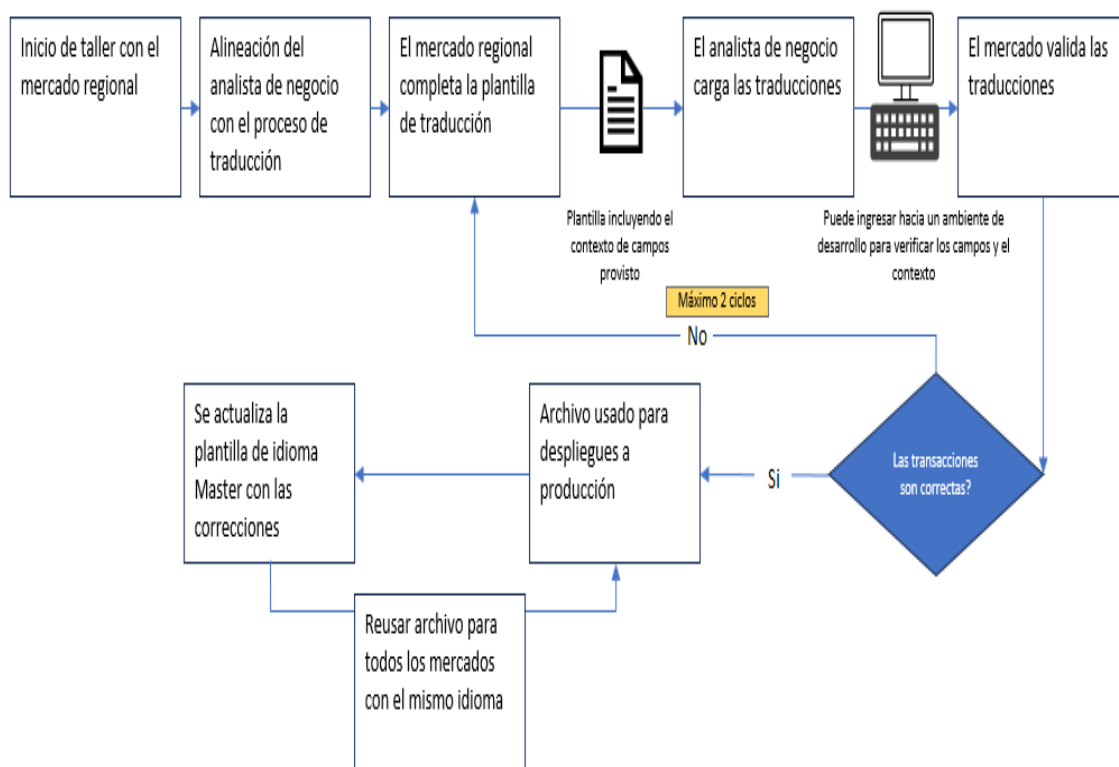 Inicio de taller con el
mercado regional
Alineación del
analista de negocio
con el proceso de
traducción
El mercado regional
completa la plantilla
de traducción
El analista de negocio
carga las traducciones
El mercado valida las
traducciones
Plantilla incluyendo el
contexto de campos
provisto
Puede ingresar hacia un ambiente de
desarrollo para verificar los campos y el
contexto
Máximo 2 ciclos
No
Se actualiza la
plantilla de idioma
Master con las
correcciones
Archivo usado para
despliegues a
producción
Si
Las transacciones
son correctas?
Reusar archivo para
todos los mercados
con el mismo idioma